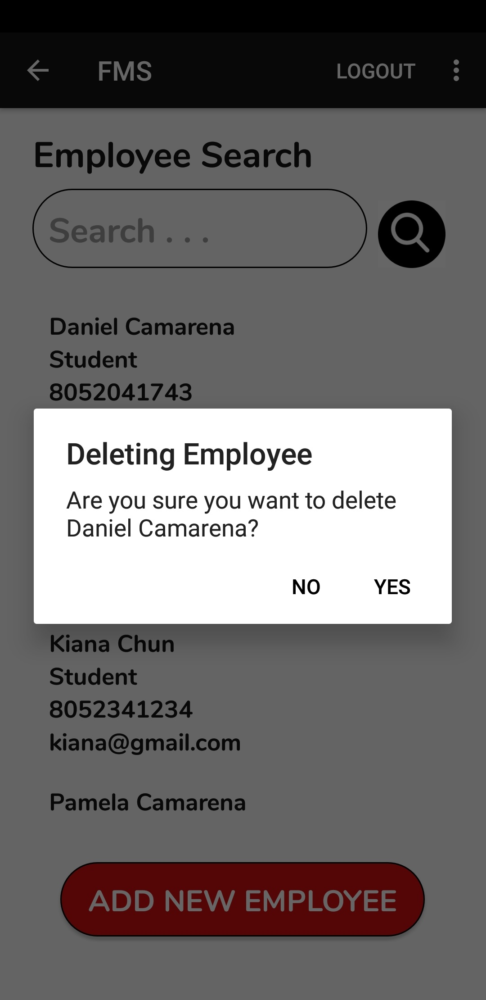 FMS LOGOUT
Employee Search
Search . . .
Daniel Camarena
Student
8052041743
Deleting Employee
Are you sure you want to delete
Daniel Camarena?
NO YES
Kiana Chun
Student
8052341234
kiana@gmail.com
Pamela Camarena
ADD NEW EMPLOYEE